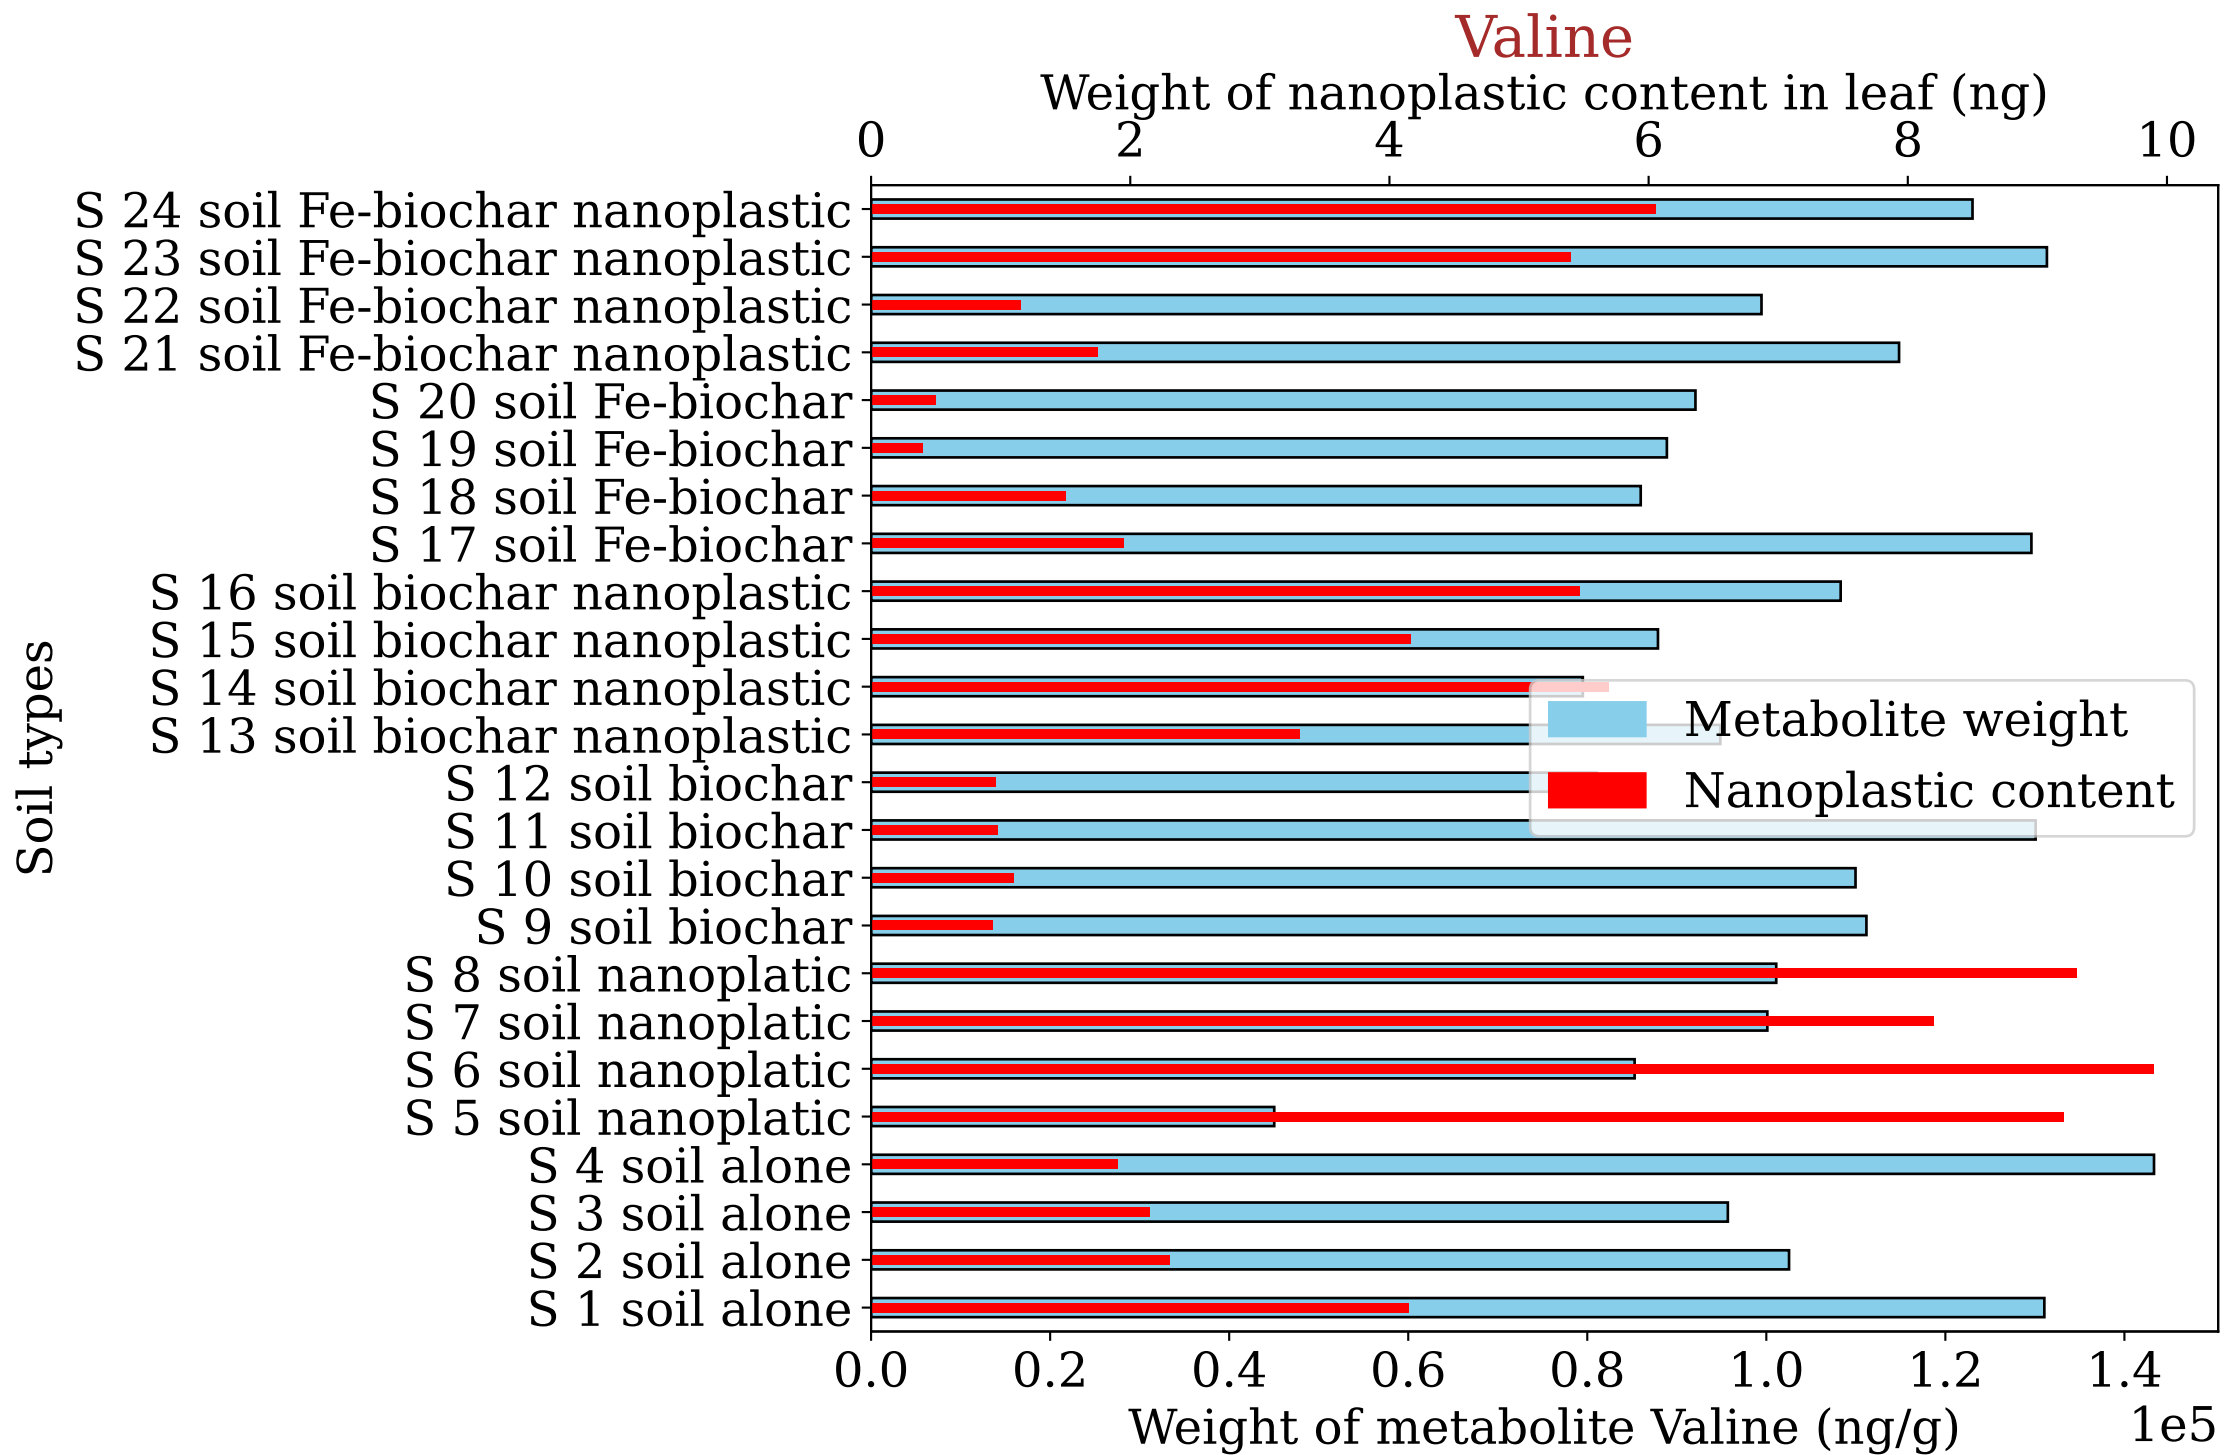 Valine
Weight of nanoplastic content in leaf (ng)
0 2 4 6 8 10
S 24 soil Fe-biochar nanoplastic
S 23 soil Fe-biochar nanoplastic
S 22 soil Fe-biochar nanoplastic
S 21 soil Fe-biochar nanoplastic
S 20 soil Fe-biochar
S 19 soil Fe-biochar
S 18 soil Fe-biochar
S 17 soil Fe-biochar
S 16 soil biochar nanoplastic
S 15 soil biochar nanoplastic
S 14 soil biochar nanoplastic
S 13 soil biochar nanoplastic
S 12 soil biochar
S 11 soil biochar
S 10 soil biochar
S 9 soil biochar
S 8 soil nanoplatic
S 7 soil nanoplatic
S 6 soil nanoplatic
S 5 soil nanoplatic
S 4 soil alone
S 3 soil alone
S 2 soil alone
S 1 soil alone
Soil types
Metabolite weight
Nanoplastic content
0.0 0.2 0.4 0.6 0.8 1.0 1.2 1.4
Weight of metabolite Valine (ng/g)
1e5